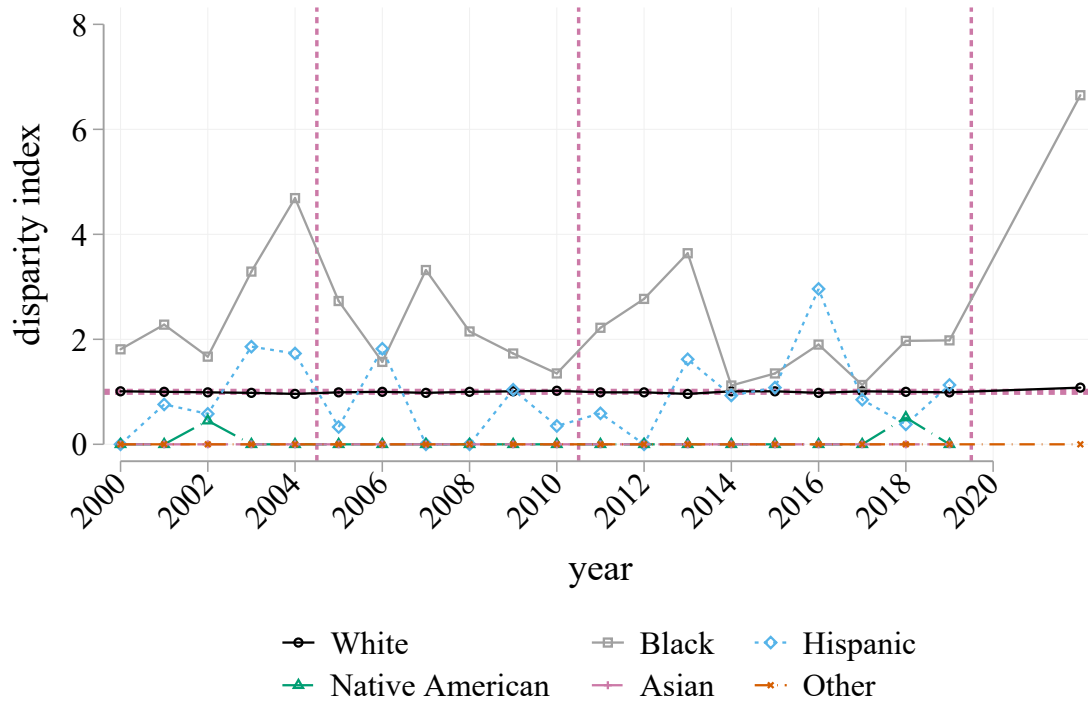 8
6
4
2
0
disparity index
2000
2002
2004
2006
2008
2010
2012
2014
2016
2018
2020
year
White
Black
Hispanic
Native American
Asian
Other